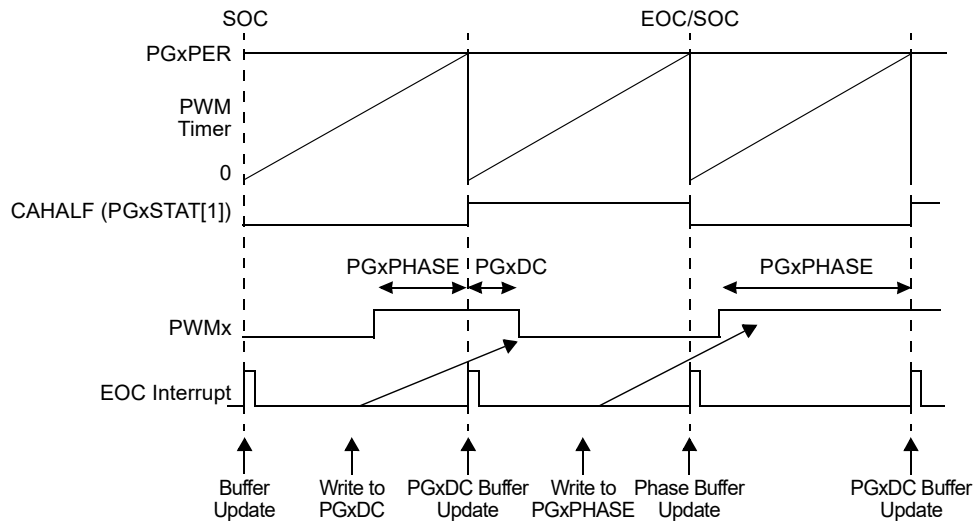 SOC
EOC/SOC
PGxPER
PWM
Timer
0
CAHALF (PGxSTAT[1])
PGxPHASE
PGxDC
PGxPHASE
PWMx
EOC Interrupt
Buffer
Update
Write to
PGxDC
PGxDC Buffer
Update
Write to
PGxPHASE
Phase Buffer
Update
PGxDC Buffer
Update